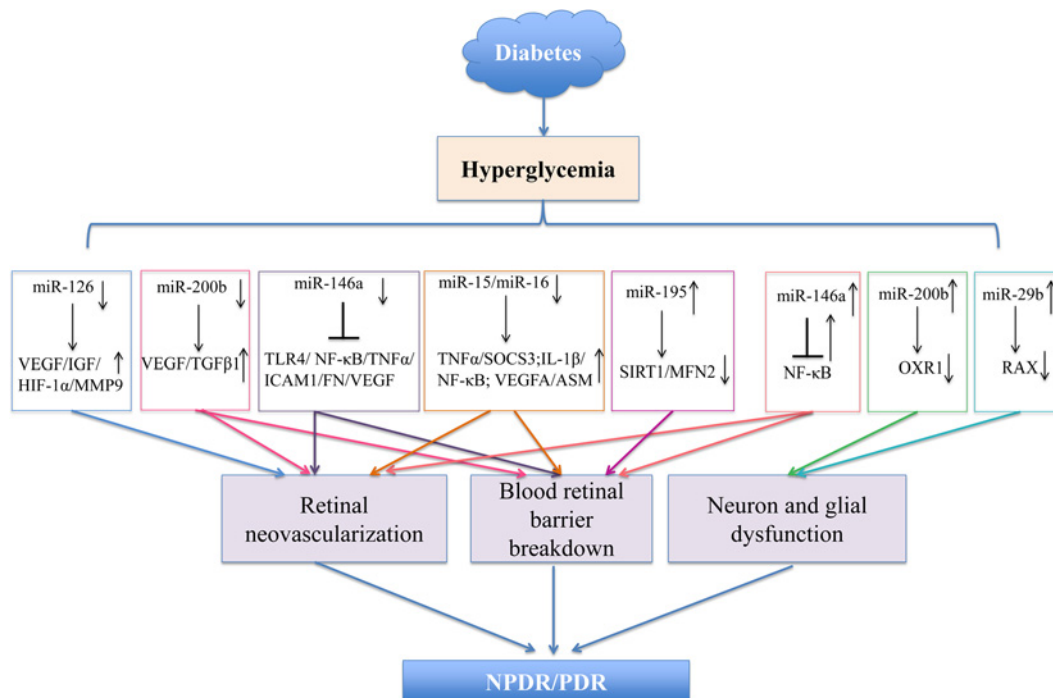 Diabetes
Hyperglycemia
miR-126
VEGF/IGF/
HIF-1α/MMP9
miR-200b
VEGF/TGFβ1
miR-146a
TLR4/ NF-κB/TNFα/
ICAM1/FN/VEGF
miR-15/miR-16
TNFα/SOCS3;IL-1β/
NF-κB; VEGFA/ASM
miR-195
SIRT1/MFN2
miR-146a
NF-κB
miR-200b
OXR1
miR-29b
RAX
Retinal
neovascularization
Blood retinal
barrier
breakdown
Neuron and glial
dysfunction
NPDR/PDR